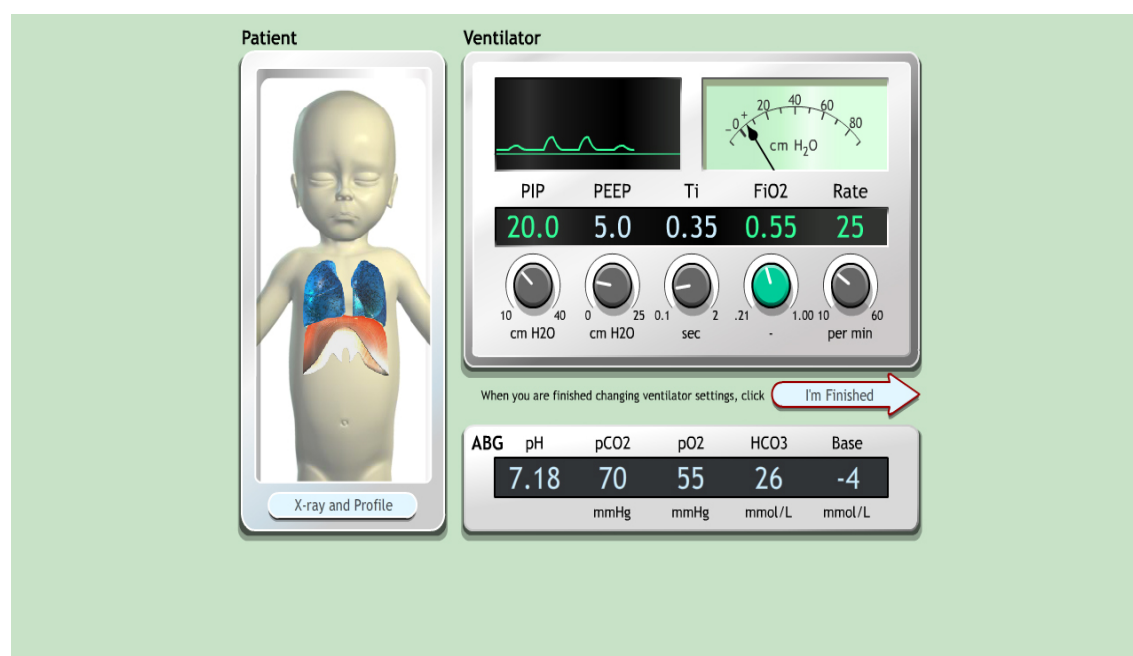 Patient
Ventilator
-0+ 20 40 60 80
cm H2O
PIP PEEP Ti FiO2 Rate
20.0 5.0 0.35 0.55 25
10 40 0 25 0.1 2 .21 1.00 10 60
cm H2O cm H2O sec - per min
When you are finished changing ventilator settings, click I'm Finished
ABG pH pCO2 pO2 HCO3 Base
7.18 70 55 26 -4
mmHg mmHg mmol/L mmol/L
X-ray and Profile